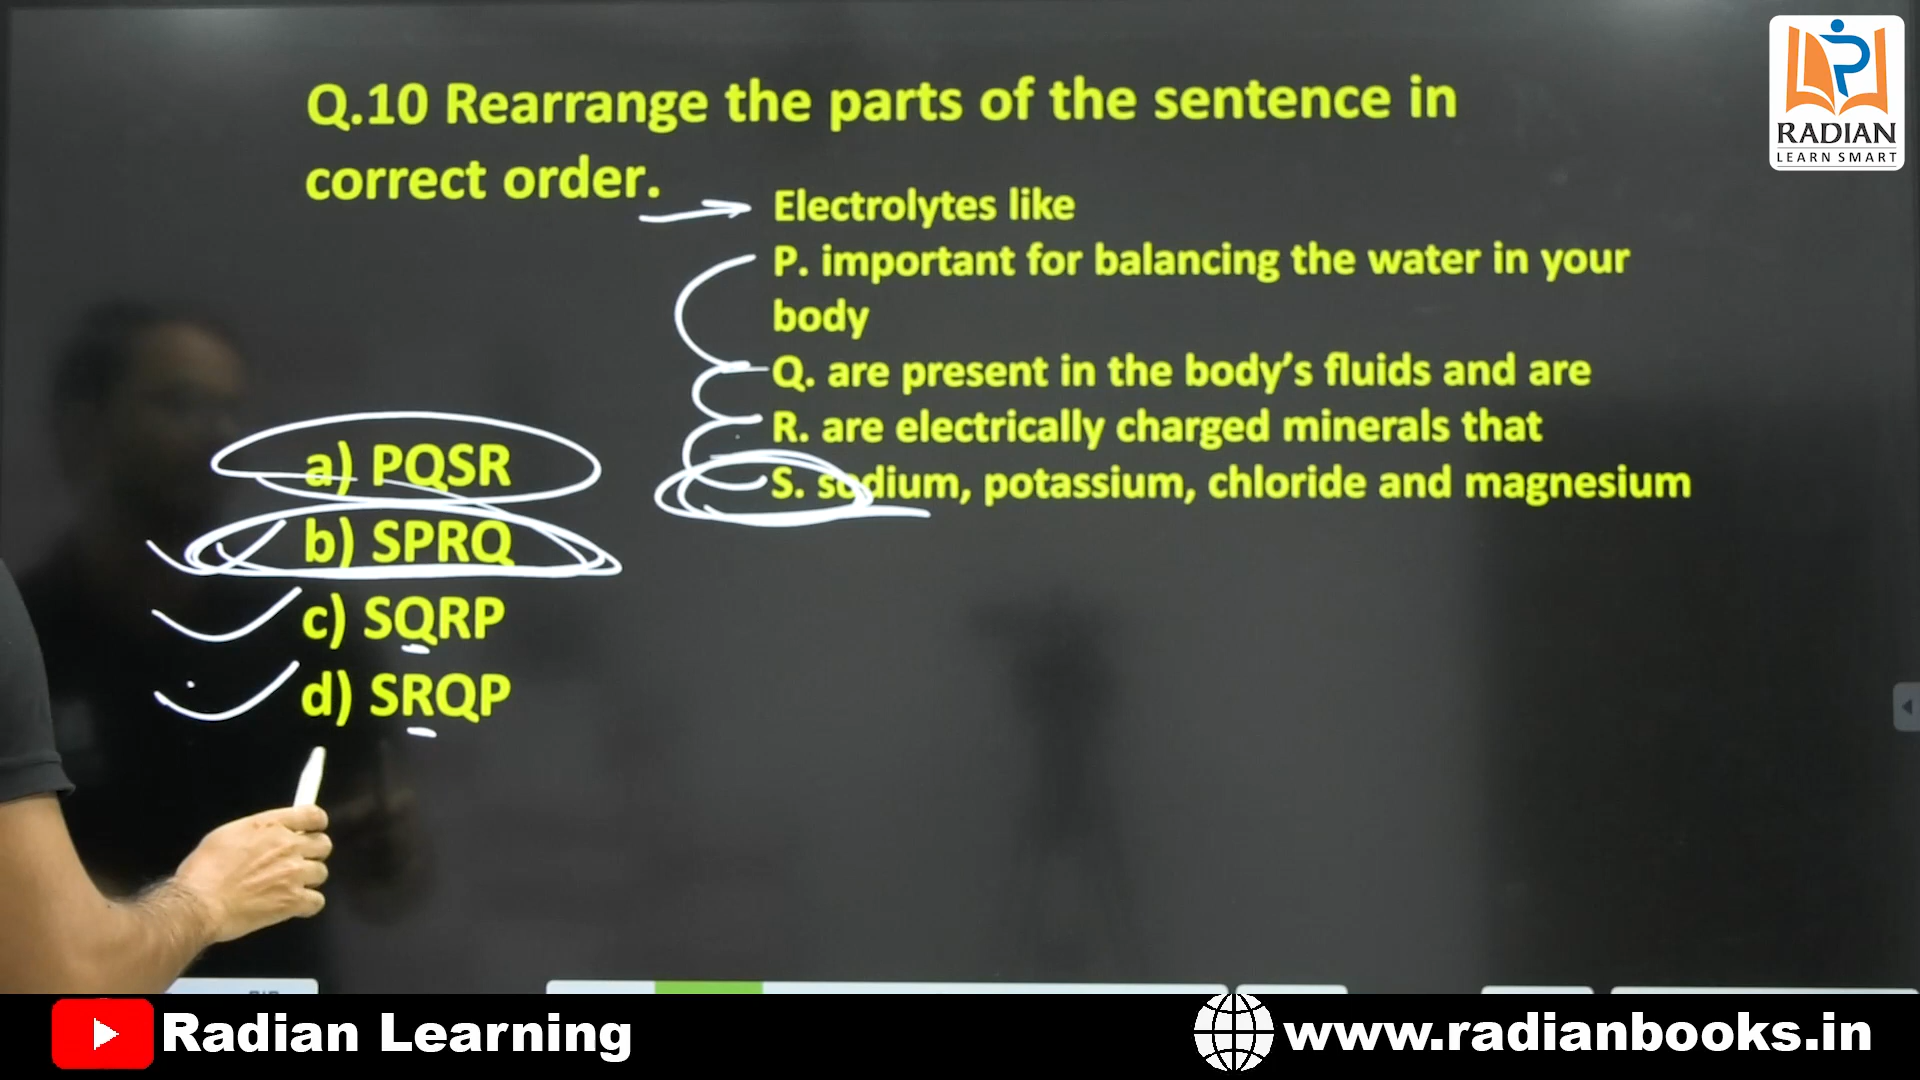 Q.10 Rearrange the parts of the sentence in
correct order.
Electrolytes like
P. important for balancing the water in your
body
Q. are present in the body's fluids and are
R. are electrically charged minerals that
S. sodium, potassium, chloride and magnesium
a) PQSR
b) SPRQ
c) SQRP
d) SRQP
RADIAN
LEARN SMART
Radian Learning
www.radianbooks.in